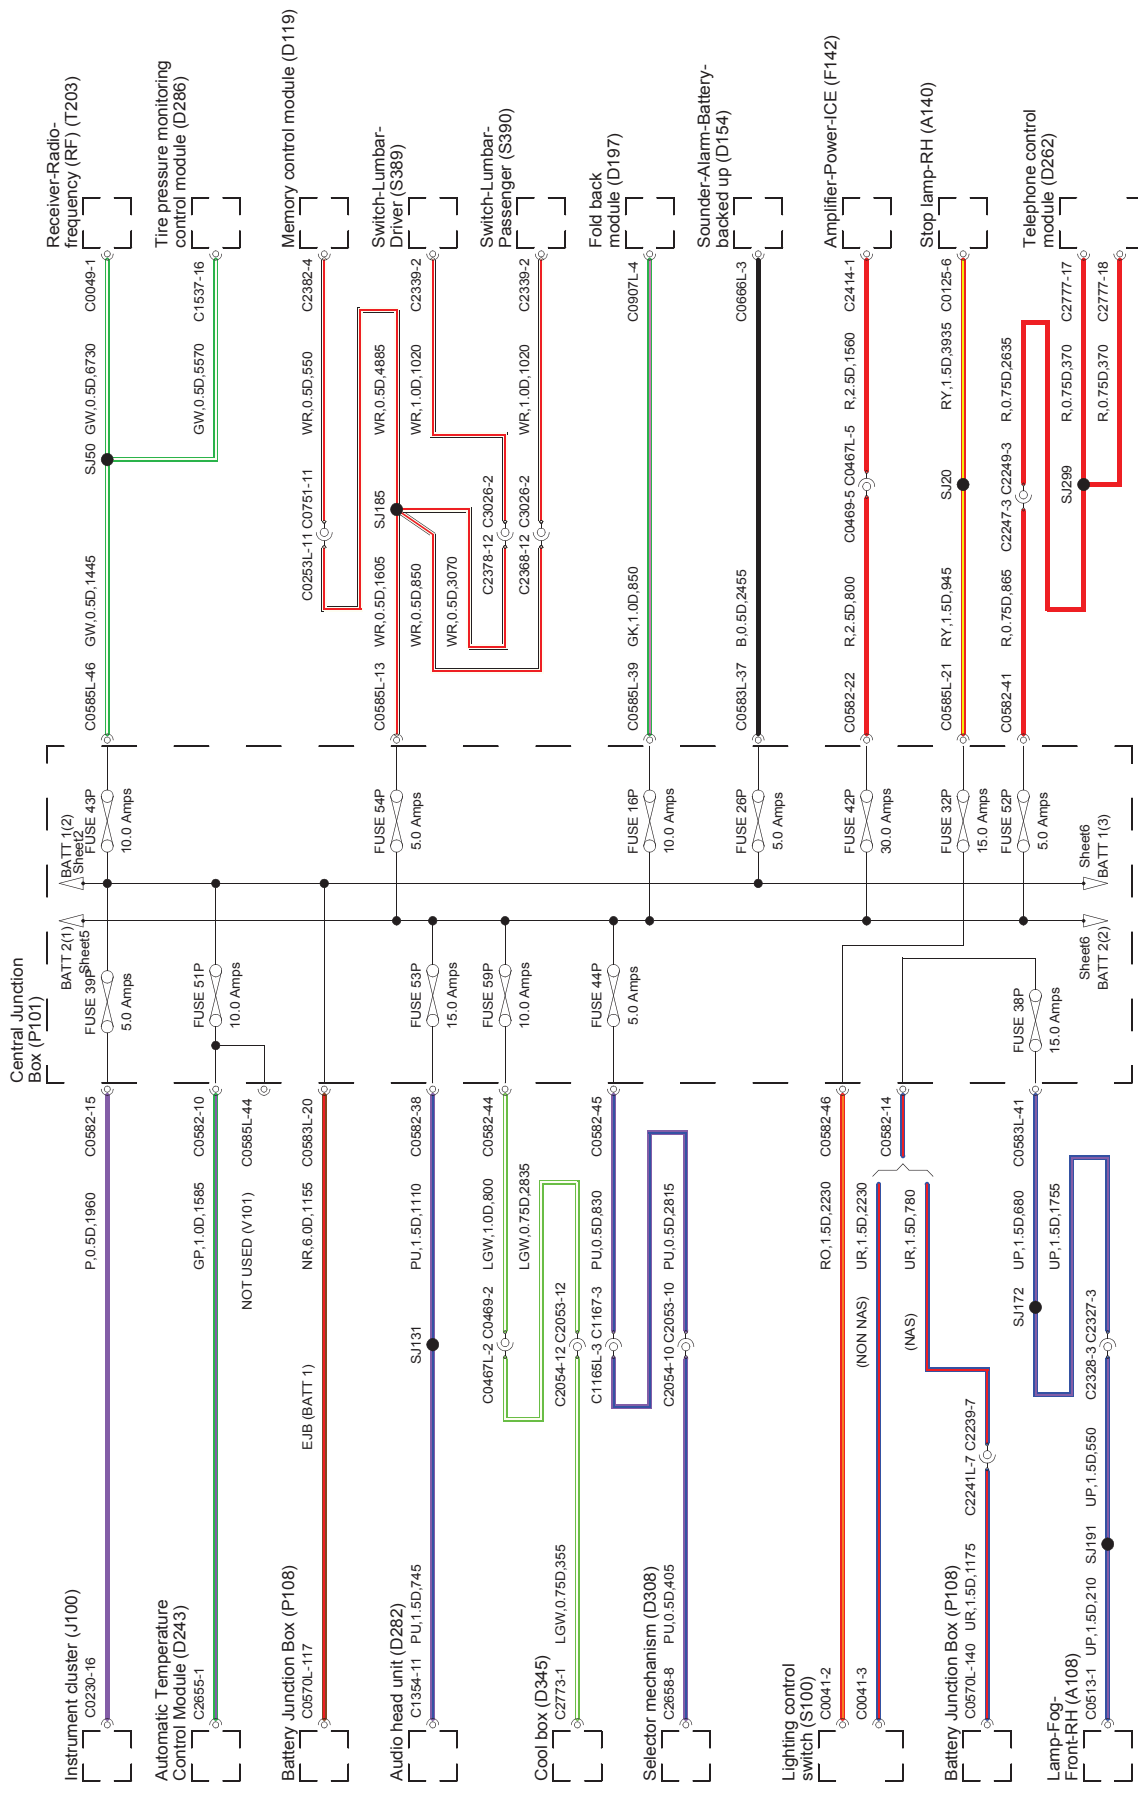 Receiver-Radio-
frequency (RF) (T203)
Tire pressure monitoring
control module (D286)
Memory control module (D119)
Switch-Lumbar-
Driver (S389)
Switch-Lumbar-
Passenger (S390)
Fold back
module (D197)
Sounder-Alarm-Battery-
backed up (D154)
Amplifier-Power-ICE (F142)
Stop lamp-RH (A140)
Telephone control
module (D262)
C0585L-46 GW,0.5D,1445 SJ50 GW,0.5D,6730 C0049-1
GW,0.5D,5570 C1537-16
C0253L-11 C0751-11 WR,0.5D,550 C2382-4
C0585L-13 WR,0.5D,1605 SJ185 WR,0.5D,4885
WR,0.5D,850 WR,1.0D,1020 C2339-2
WR,0.5D,3070
C2378-12 C3026-2
C2368-12 C3026-2 WR,1.0D,1020 C2339-2
C0585L-39 GK,1.0D,850 C0907L-4
C0583L-37 B,0.5D,2455 C0666L-3
C0582-22 R,2.5D,800 C0469-5 C0467L-5 R,2.5D,1560 C2414-1
C0585L-21 RY,1.5D,945 SJ20 RY,1.5D,3935 C0125-6
C0582-41 R,0.75D,865 C2247-3 C2249-3 R,0.75D,2635
SJ299 R,0.75D,370 C2777-17
R,0.75D,370 C2777-18
Central Junction
Box (P101)
BATT 1(2)
Sheet2
BATT 2(1)
Sheet5
FUSE 43P
10.0 Amps
FUSE 54P
5.0 Amps
FUSE 16P
10.0 Amps
FUSE 26P
5.0 Amps
FUSE 42P
30.0 Amps
FUSE 32P
15.0 Amps
FUSE 52P
5.0 Amps
Sheet6
BATT 1(3)
Sheet6
BATT 2(2)
FUSE 39P
5.0 Amps
FUSE 51P
10.0 Amps
FUSE 53P
15.0 Amps
FUSE 59P
10.0 Amps
FUSE 44P
5.0 Amps
FUSE 38P
15.0 Amps
Instrument cluster (J100)
C0230-16 P,0.5D,1960 C0582-15
Automatic Temperature
Control Module (D243)
C2655-1 GP,1.0D,1585 C0582-10
NOT USED (V101) C0585L-44
Battery Junction Box (P108)
C0570L-117 EJB (BATT 1) NR,6.0D,1155 C0583L-20
Audio head unit (D282)
C1354-11 PU,1.5D,745 SJ131 PU,1.5D,1110 C0582-38
Cool box (D345)
C0467L-2 C0469-2 LGW,1.0D,800 C0582-44
LGW,0.75D,2835
C2773-1 LGW,0.75D,355 C2054-12 C2053-12
Selector mechanism (D308)
C1165L-3 C1167-3 PU,0.5D,830 C0582-45
C2658-8 PU,0.5D,405 C2054-10 C2053-10 PU,0.5D,2815
Lighting control
switch (S100)
C0041-2 RO,1.5D,2230 C0582-46
C0041-3 (NON NAS) UR,1.5D,2230 C0582-14
(NAS) UR,1.5D,780
Battery Junction Box (P108)
C0570L-140 UR,1.5D,1175 C2241L-7 C2239-7
Lamp-Fog-
Front-RH (A108)
SJ172 UP,1.5D,680 C0583L-41
UP,1.5D,1755
C0513-1 UP,1.5D,210 SJ191 UP,1.5D,550 C2328-3 C2327-3